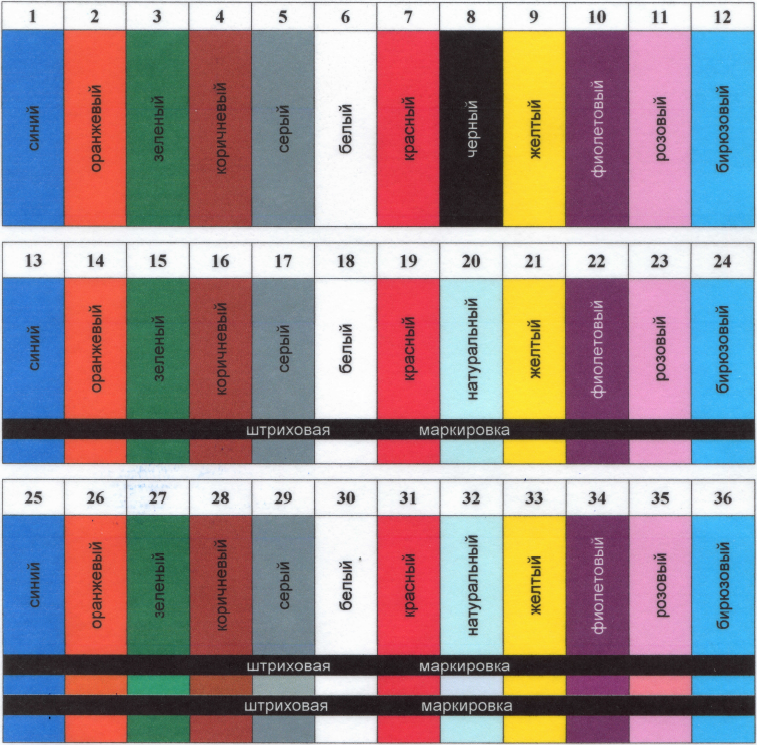 1 2 3 4 5 6 7 8 9 10 11 12
синий оранжевый зеленый коричневый серый белый красный черный желтый фиолетовый розовый бирюзовый
13 14 15 16 17 18 19 20 21 22 23 24
синий оранжевый зеленый коричневый серый белый красный натуральный желтый фиолетовый розовый бирюзовый
штриховая маркировка
25 26 27 28 29 30 31 32 33 34 35 36
синий оранжевый зеленый коричневый серый белый красный натуральный желтый фиолетовый розовый бирюзовый
штриховая маркировка
штриховая маркировка